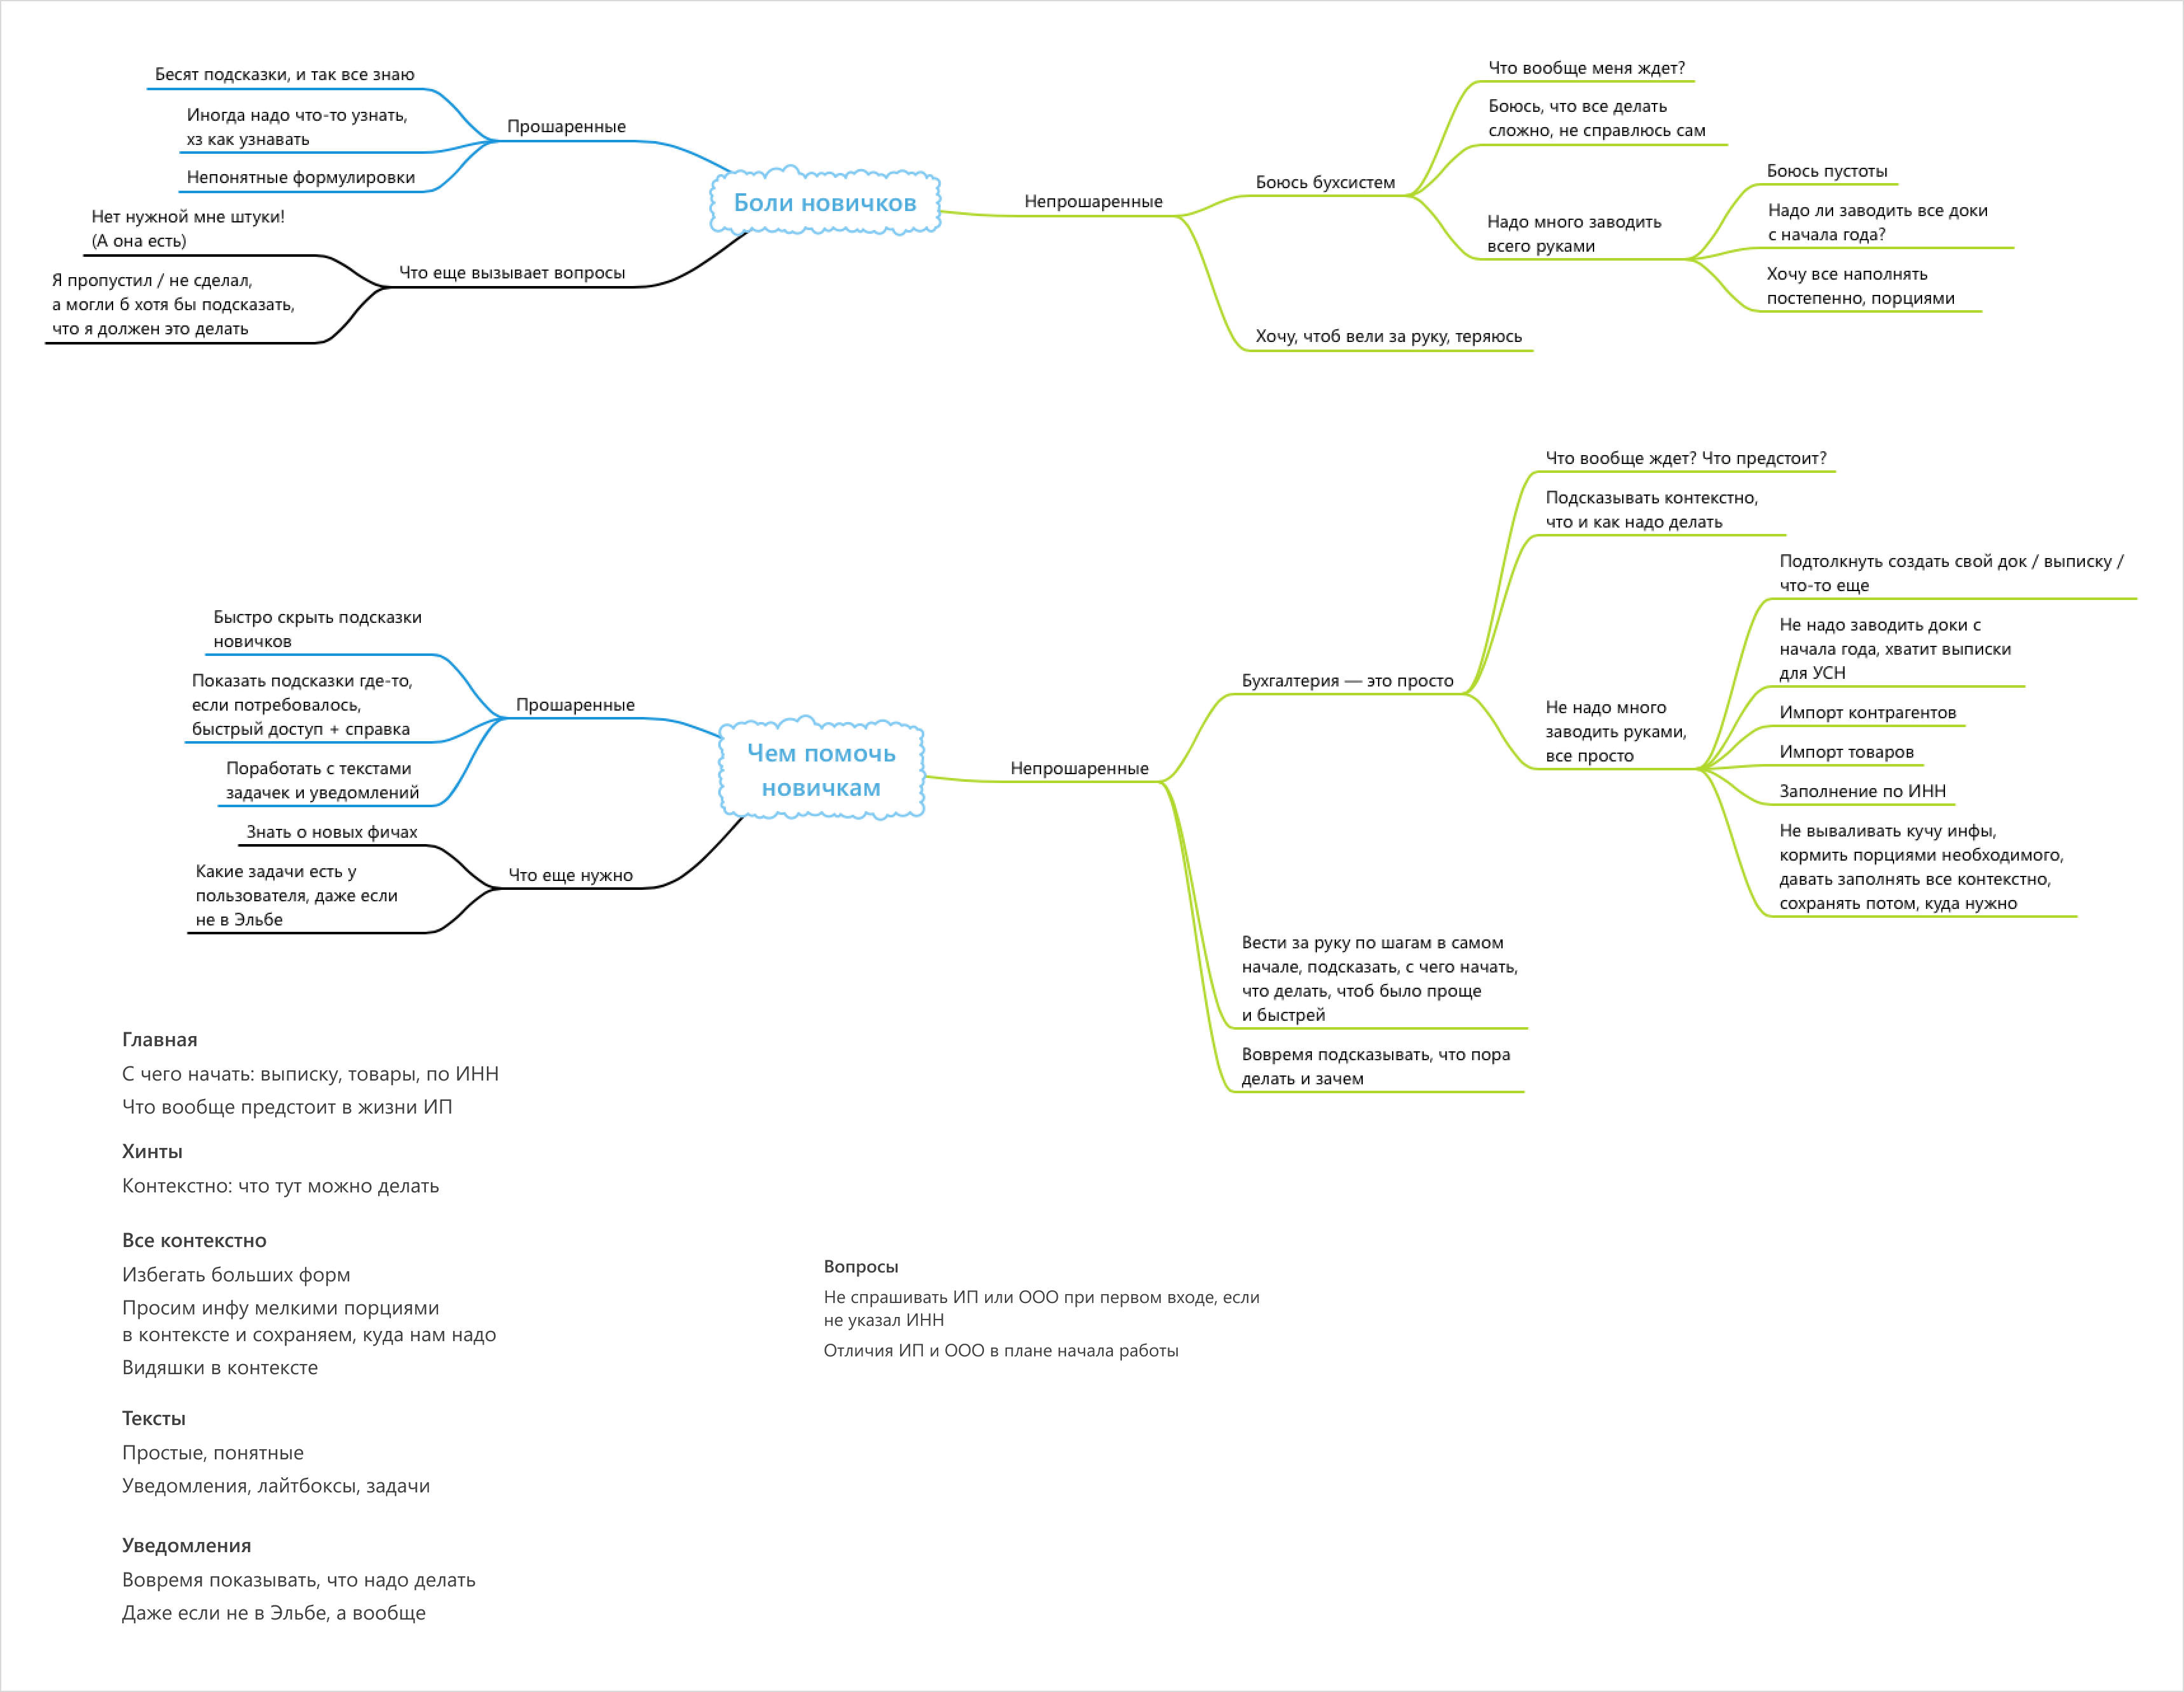 Бесят подсказки, и так все знаю
Иногда надо что-то узнать,
хз как узнавать
Непонятные формулировки
Прошаренные
Нет нужной мне штуки!
(А она есть)
Я пропустил / не сделал,
а могли б хотя бы подсказать,
что я должен это делать
Что еще вызывает вопросы
Боли новичков
Непрошаренные
Боюсь бухсистем
Что вообще меня ждет?
Боюсь, что все делать
сложно, не справлюсь сам
Надо много заводить
всего руками
Боюсь пустоты
Надо ли заводить все доки
с начала года?
Хочу все наполнять
постепенно, порциями
Хочу, чтоб вели за руку, теряюсь
Быстро скрыть подсказки
новичков
Показать подсказки где-то,
если потребовалось,
быстрый доступ + справка
Поработать с текстами
задачек и уведомлений
Прошаренные
Знать о новых фичах
Какие задачи есть у
пользователя, даже если
не в Эльбе
Что еще нужно
Чем помочь
новичкам
Непрошаренные
Бухгалтерия — это просто
Что вообще ждет? Что предстоит?
Подсказывать контекстно,
что и как надо делать
Не надо много
заводить руками,
все просто
Подтолкнуть создать свой док / выписку /
что-то еще
Не надо заводить доки с
начала года, хватит выписки
для УСН
Импорт контрагентов
Импорт товаров
Заполнение по ИНН
Не вываливать кучу инфы,
кормить порциями необходимого,
давать заполнять все контекстно,
сохранять потом, куда нужно
Вести за руку по шагам в самом
начале, подсказать, с чего начать,
что делать, чтоб было проще
и быстрей
Вовремя подсказывать, что пора
делать и зачем
Главная
С чего начать: выписку, товары, по ИНН
Что вообще предстоит в жизни ИП
Хинты
Контекстно: что тут можно делать
Все контекстно
Избегать больших форм
Просим инфу мелкими порциями
в контексте и сохраняем, куда нам надо
Видяшки в контексте
Тексты
Простые, понятные
Уведомления, лайтбоксы, задачи
Уведомления
Вовремя показывать, что надо делать
Даже если не в Эльбе, а вообще
Вопросы
Не спрашивать ИП или ООО при первом входе, если
не указал ИНН
Отличия ИП и ООО в плане начала работы